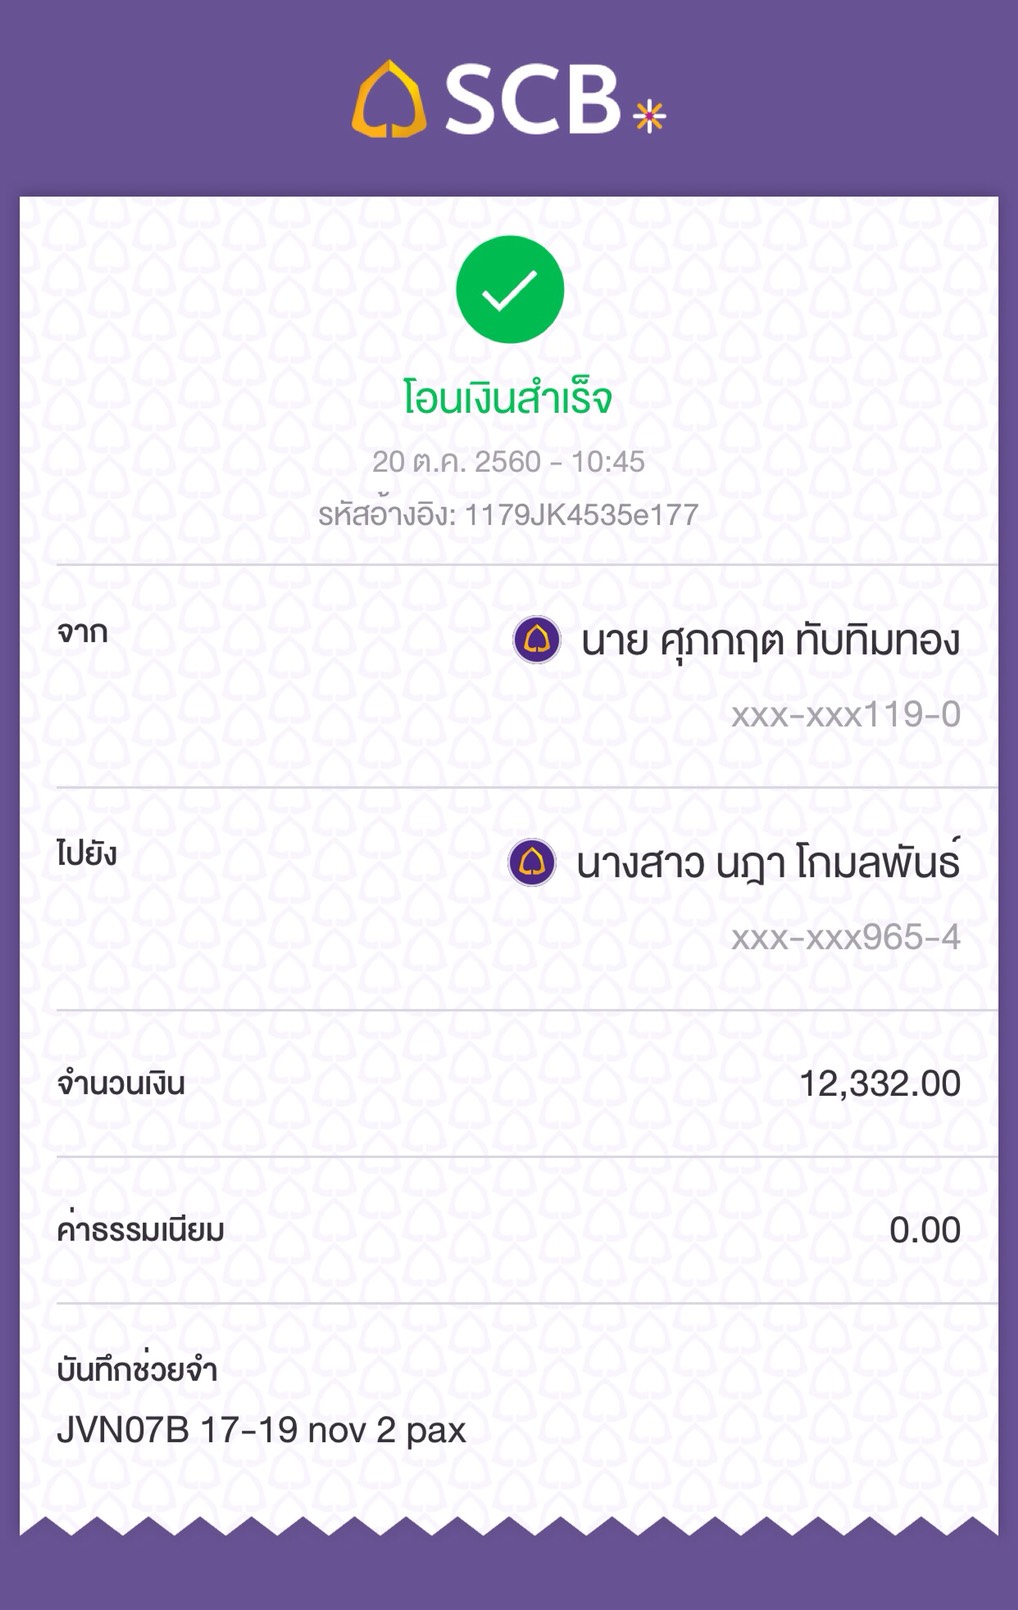 SCB
โอนเงินสำเร็จ
20 ต.ค. 2560 - 10:45
รหัสอ้างอิง: 1179JK4535e177
จาก
นาย ศุภกฤต ทับทิมทอง
xxx-xxx119-0
ไปยัง
นางสาว นฎา โกมลพันธ์
xxx-xxx965-4
จำนวนเงิน 12,332.00
ค่าธรรมเนียม 0.00
บันทึกช่วยจำ
JVN07B 17-19 nov 2 pax